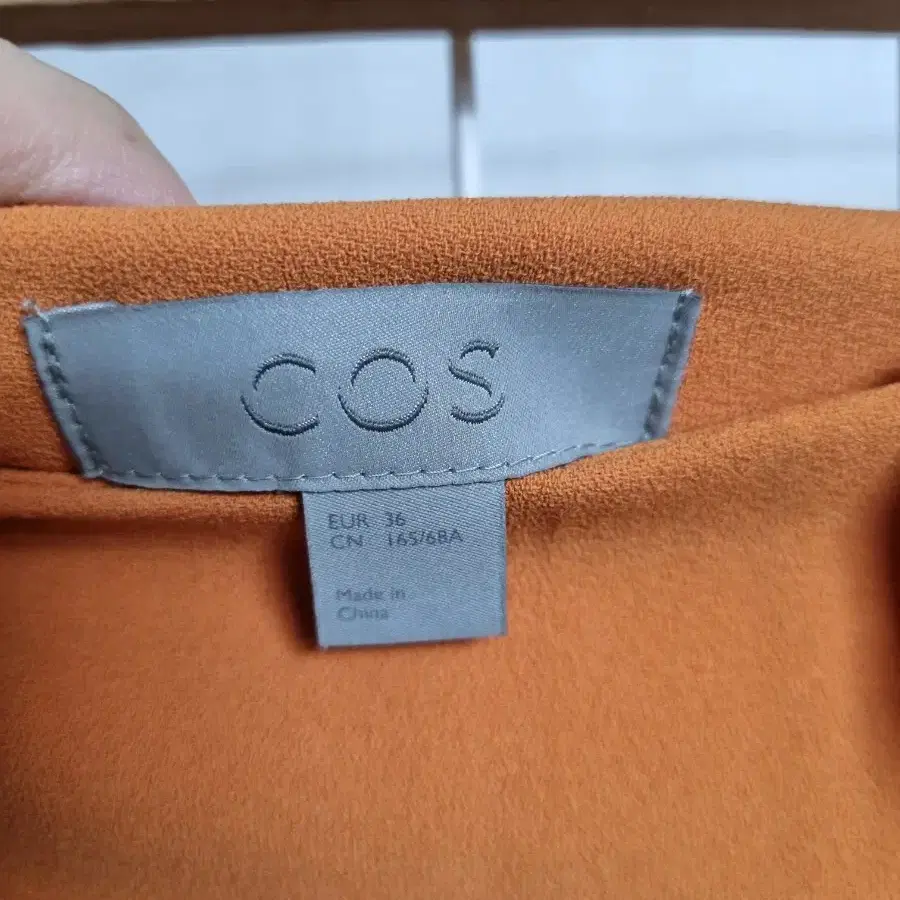 COS
EUR 36
CN 165/68A
Made in
China